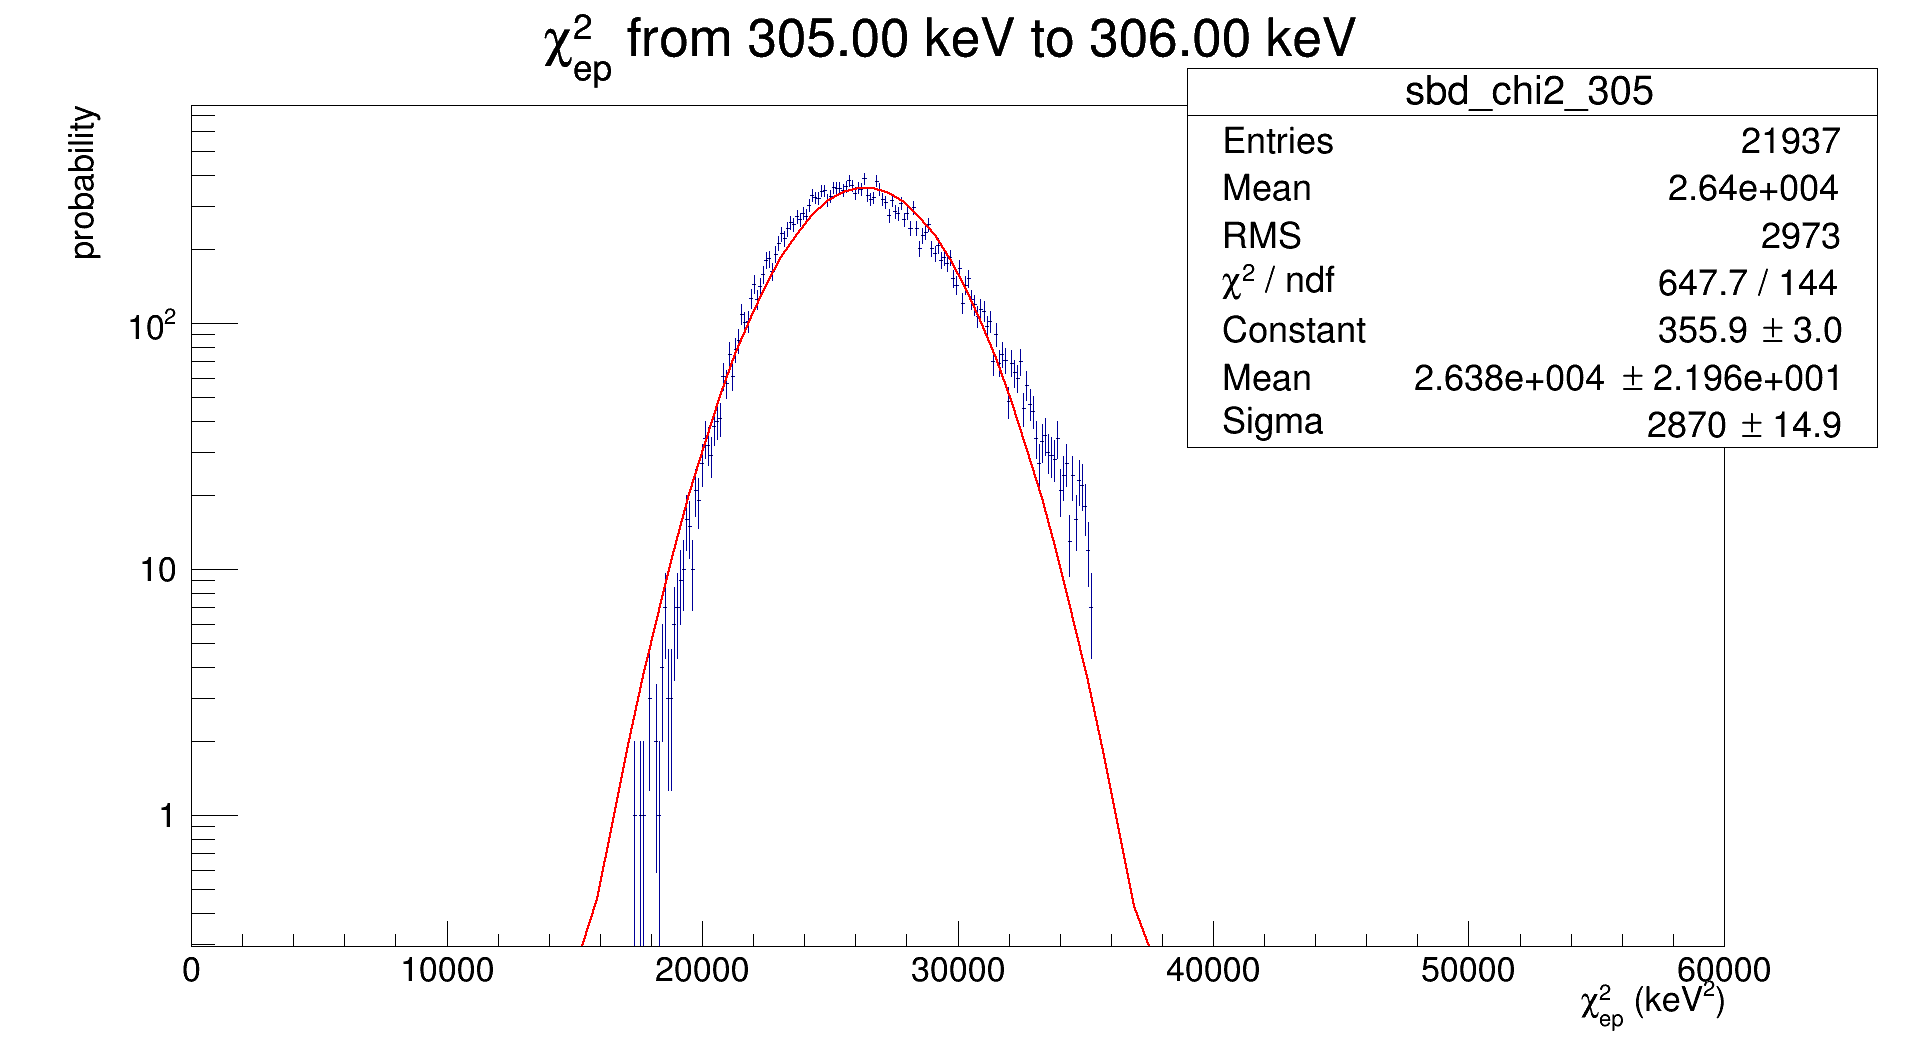 χ²ep from 305.00 keV to 306.00 keV
sbd_chi2_305
Entries 21937
Mean 2.64e+004
RMS 2973
χ² / ndf 647.7 / 144
Constant 355.9 ± 3.0
Mean 2.638e+004 ± 2.196e+001
Sigma 2870 ± 14.9
probability
10²
10
1
0 10000 20000 30000 40000 50000 60000
χ²ep (keV²)